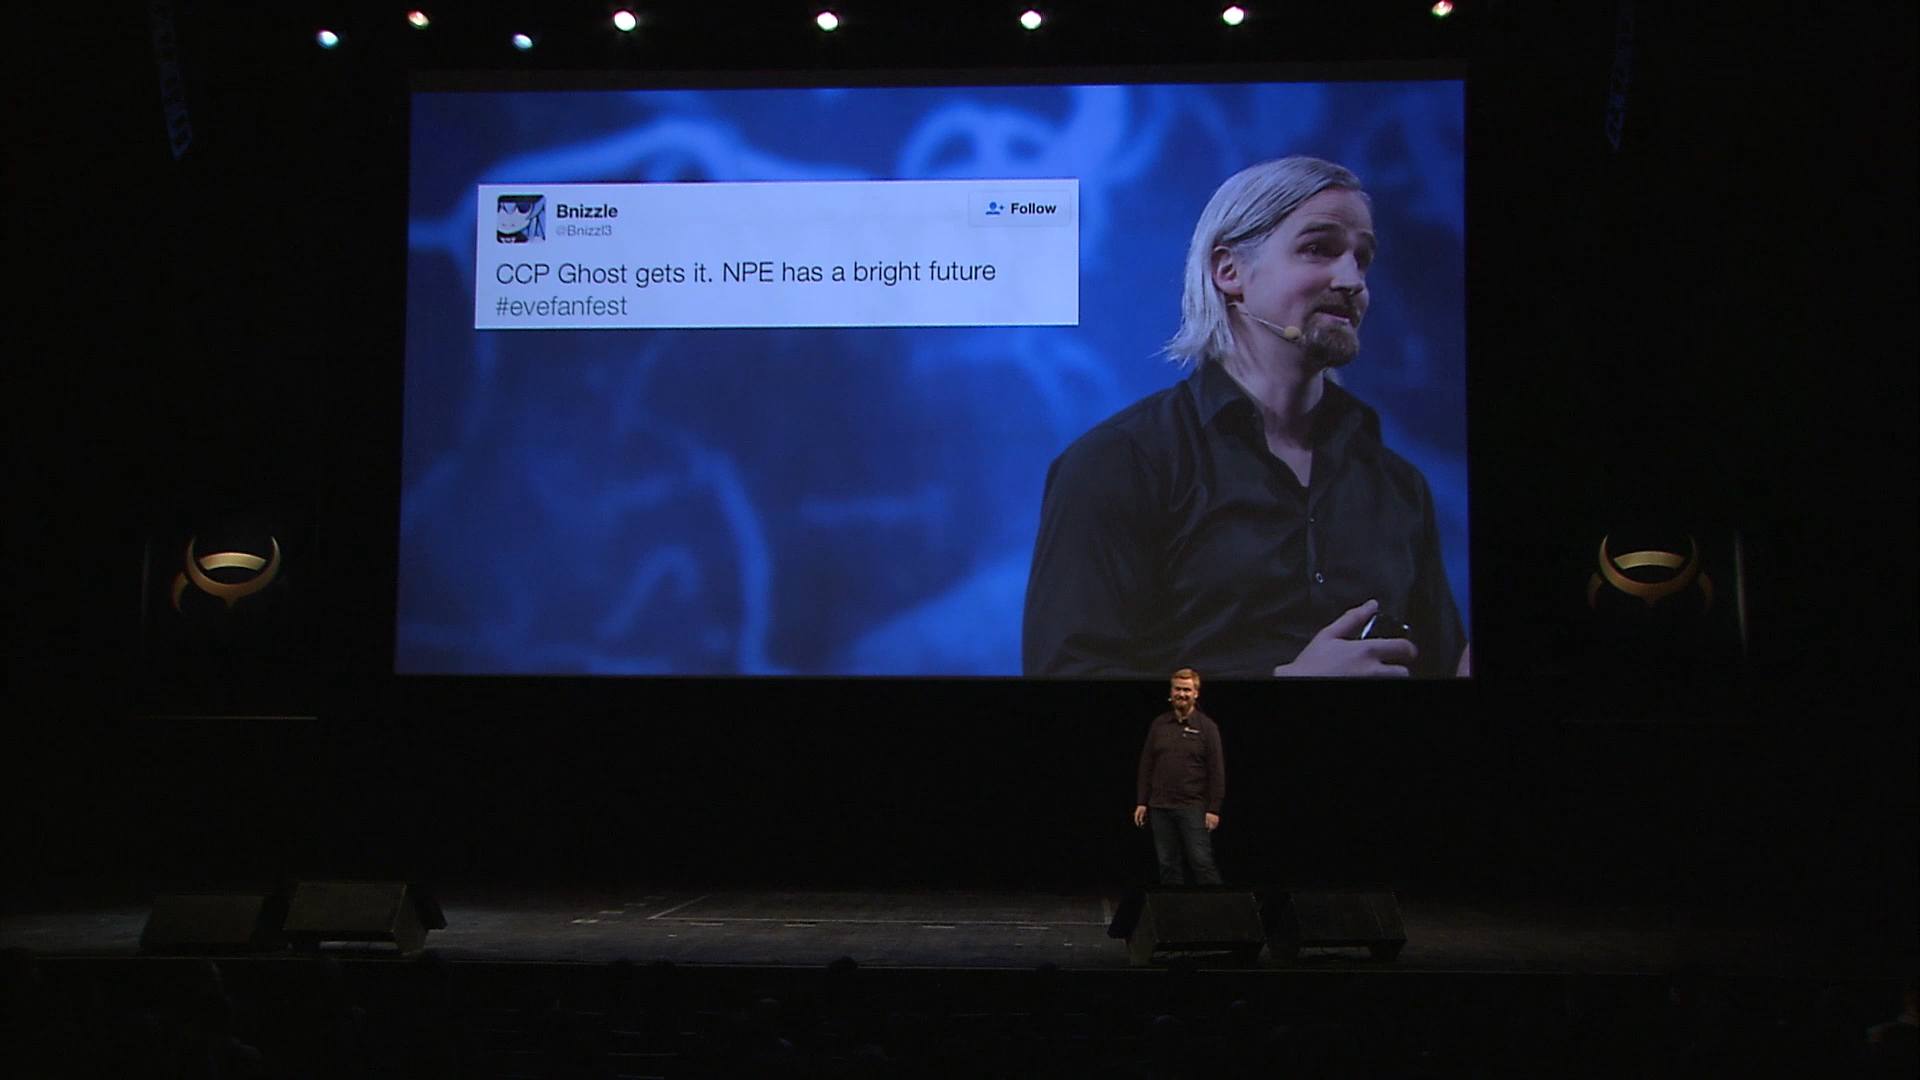 Bnizzle
@Bnizzl3
Follow
CCP Ghost gets it. NPE has a bright future
#evefanfest